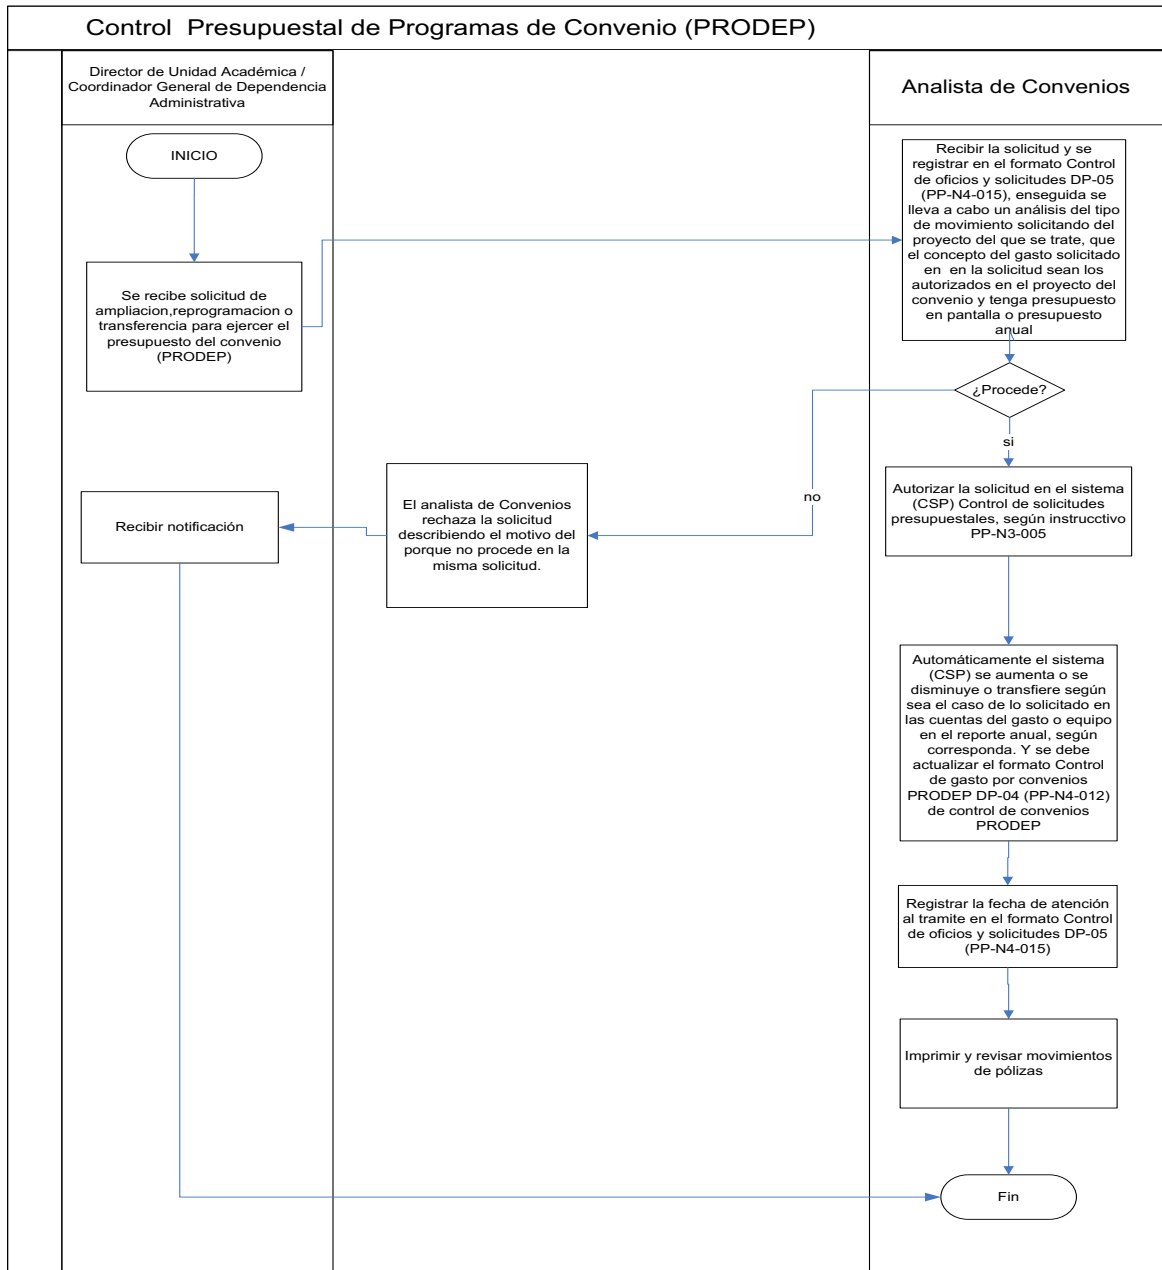 Control Presupuestal de Programas de Convenio (PRODEP)
Director de Unidad Académica /
Coordinador General de Dependencia
Administrativa
Analista de Convenios
INICIO
Se recibe solicitud de
ampliacion,reprogramacion o
transferencia para ejercer el
presupuesto del convenio
(PRODEP)
Recibir la solicitud y se
registrar en el formato Control
de oficios y solicitudes DP-05
(PP-N4-015), enseguida se
lleva a cabo un análisis del tipo
de movimiento solicitando del
proyecto del que se trate, que
el concepto del gasto solicitado
en en la solicitud sean los
autorizados en el proyecto del
convenio y tenga presupuesto
en pantalla o presupuesto
anual
¿Procede?
si
no
Autorizar la solicitud en el sistema
(CSP) Control de solicitudes
presupuestales, según instrucctivo
PP-N3-005
El analista de Convenios
rechaza la solicitud
describiendo el motivo del
porque no procede en la
misma solicitud.
Recibir notificación
Automáticamente el sistema
(CSP) se aumenta o se
disminuye o transfiere según
sea el caso de lo solicitado en
las cuentas del gasto o equipo
en el reporte anual, según
corresponda. Y se debe
actualizar el formato Control
de gasto por convenios
PRODEP DP-04 (PP-N4-012)
de control de convenios
PRODEP
Registrar la fecha de atención
al tramite en el formato Control
de oficios y solicitudes DP-05
(PP-N4-015)
Imprimir y revisar movimientos
de pólizas
Fin